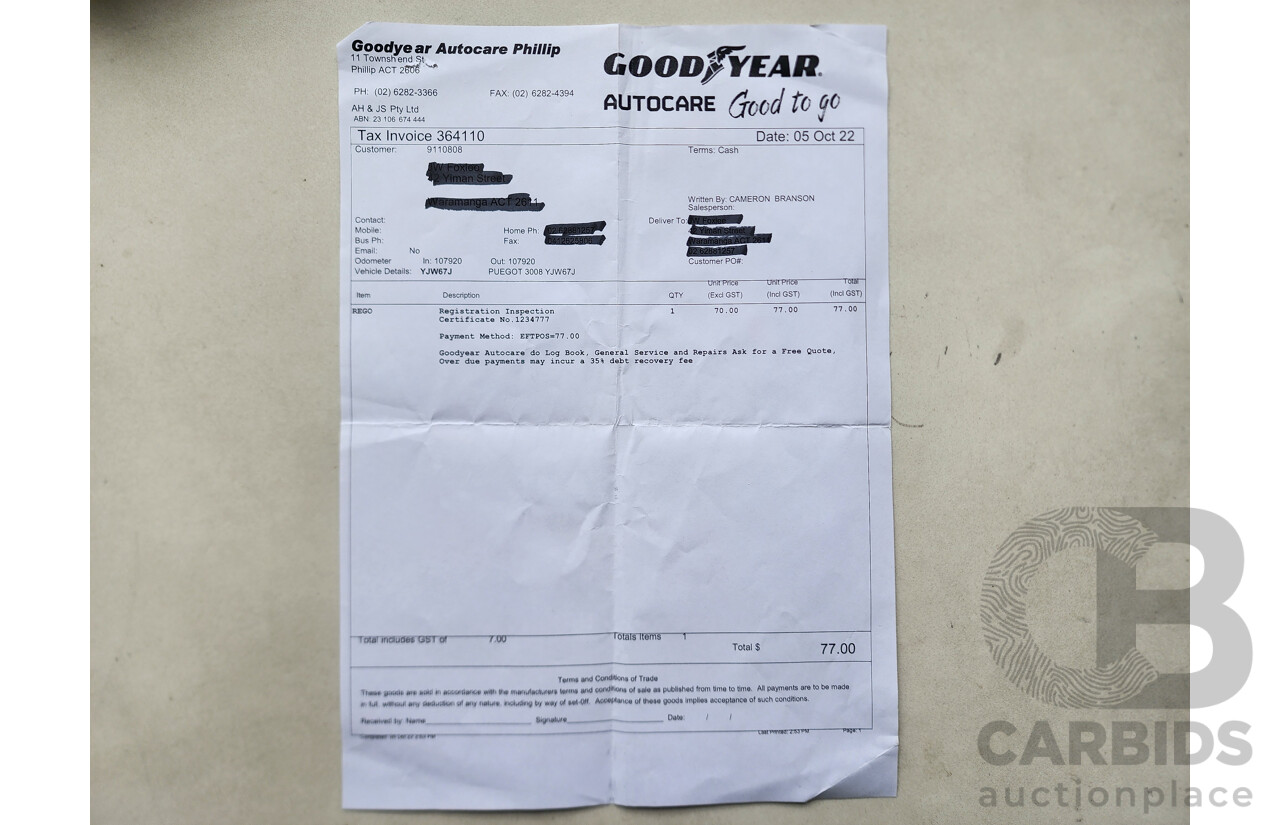 Goodyear Autocare Phillip
11 Townshend St
Phillip ACT 2606
PH: (02) 6282-3366 FAX: (02) 6282-4394
AH & JS Pty Ltd
ABN: 23 106 674 444
GOODYEAR
AUTOCARE Good to go
Tax Invoice 364110 Date: 05 Oct 22
Customer: 9110808 Terms: Cash
Written By: CAMERON BRANSON
Salesperson:
Contact: Deliver To:
Mobile: Home Ph:
Bus Ph: Fax:
Email: No
Odometer In: 107920 Out: 107920 Customer PO#:
Vehicle Details: YJW67J PUEGOT 3008 YJW67J
Item Description QTY Unit Price (Excl GST) Unit Price (Incl GST) Total (Incl GST)
REGO Registration Inspection 1 70.00 77.00 77.00
Certificate No.1234777
Payment Method: EFTPOS=77.00
Goodyear Autocare do Log Book, General Service and Repairs Ask for a Free Quote,
Over due payments may incur a 35% debt recovery fee
Total includes GST of 7.00 Totals Items 1
Total $ 77.00
Terms and Conditions of Trade
These goods are sold in accordance with the manufacturers terms and conditions of sale as published from time to time. All payments are to be made
in full, without any deduction of any nature, including by way of set-Off. Acceptance of these goods implies acceptance of such conditions.
Received by: Name Signature Date: / /
Last Printed: 2:53 PM Page: 1
CB
CARBIDS
auctionplace